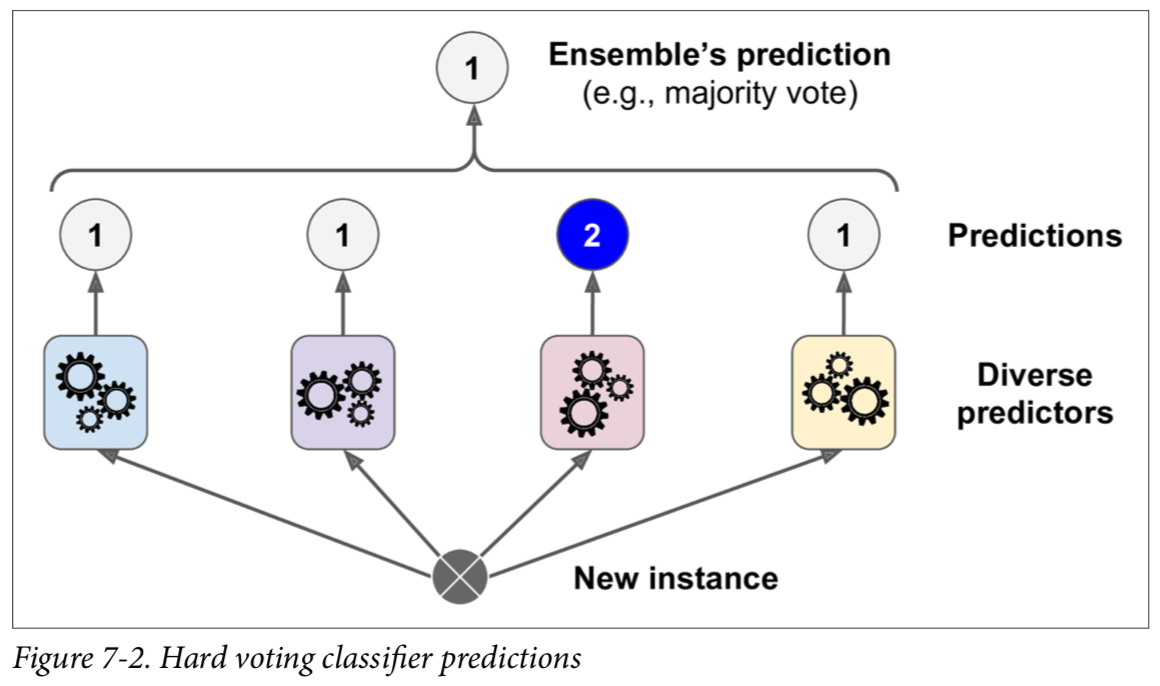 1
Ensemble's prediction
(e.g., majority vote)
1 1 2 1
Predictions
Diverse
predictors
New instance
Figure 7-2. Hard voting classifier predictions